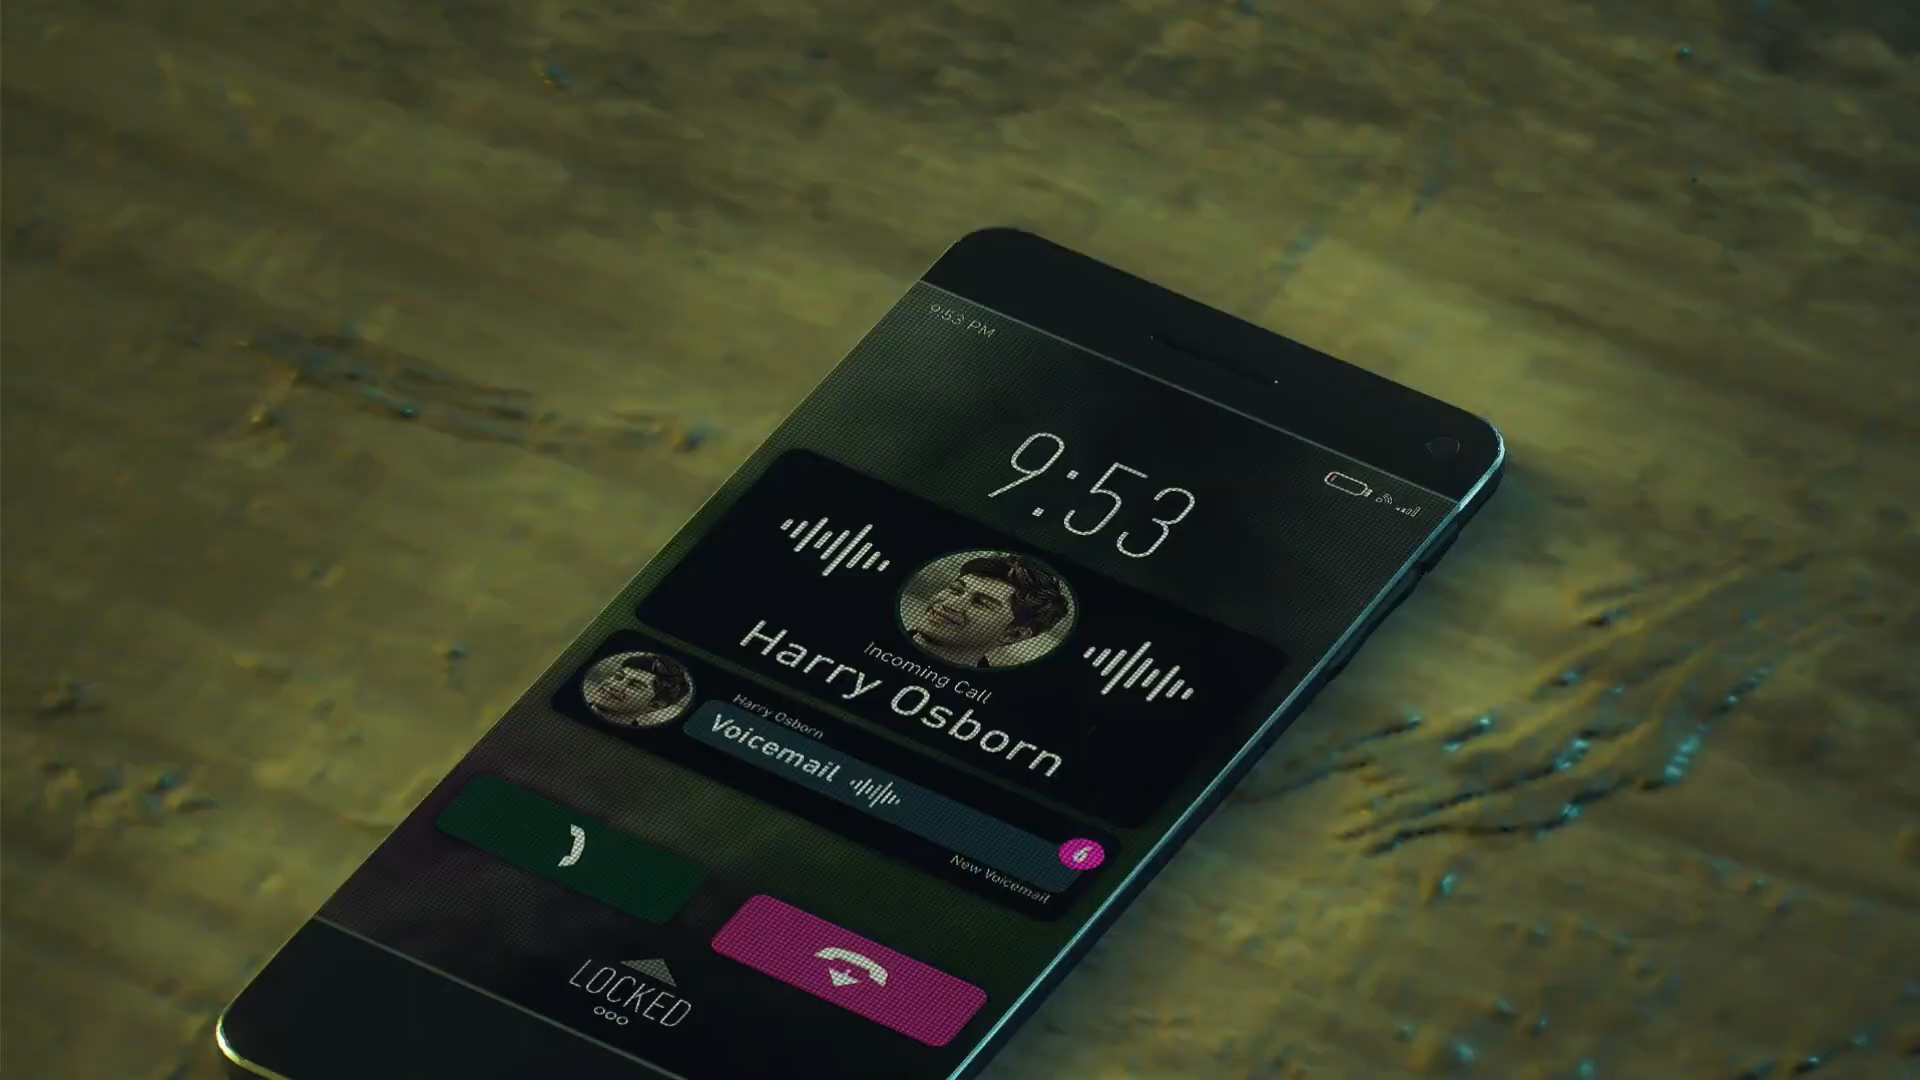 9:53 PM
9:53
Incoming Call
Harry Osborn
Harry Osborn
Voicemail
6
New Voicemail
LOCKED